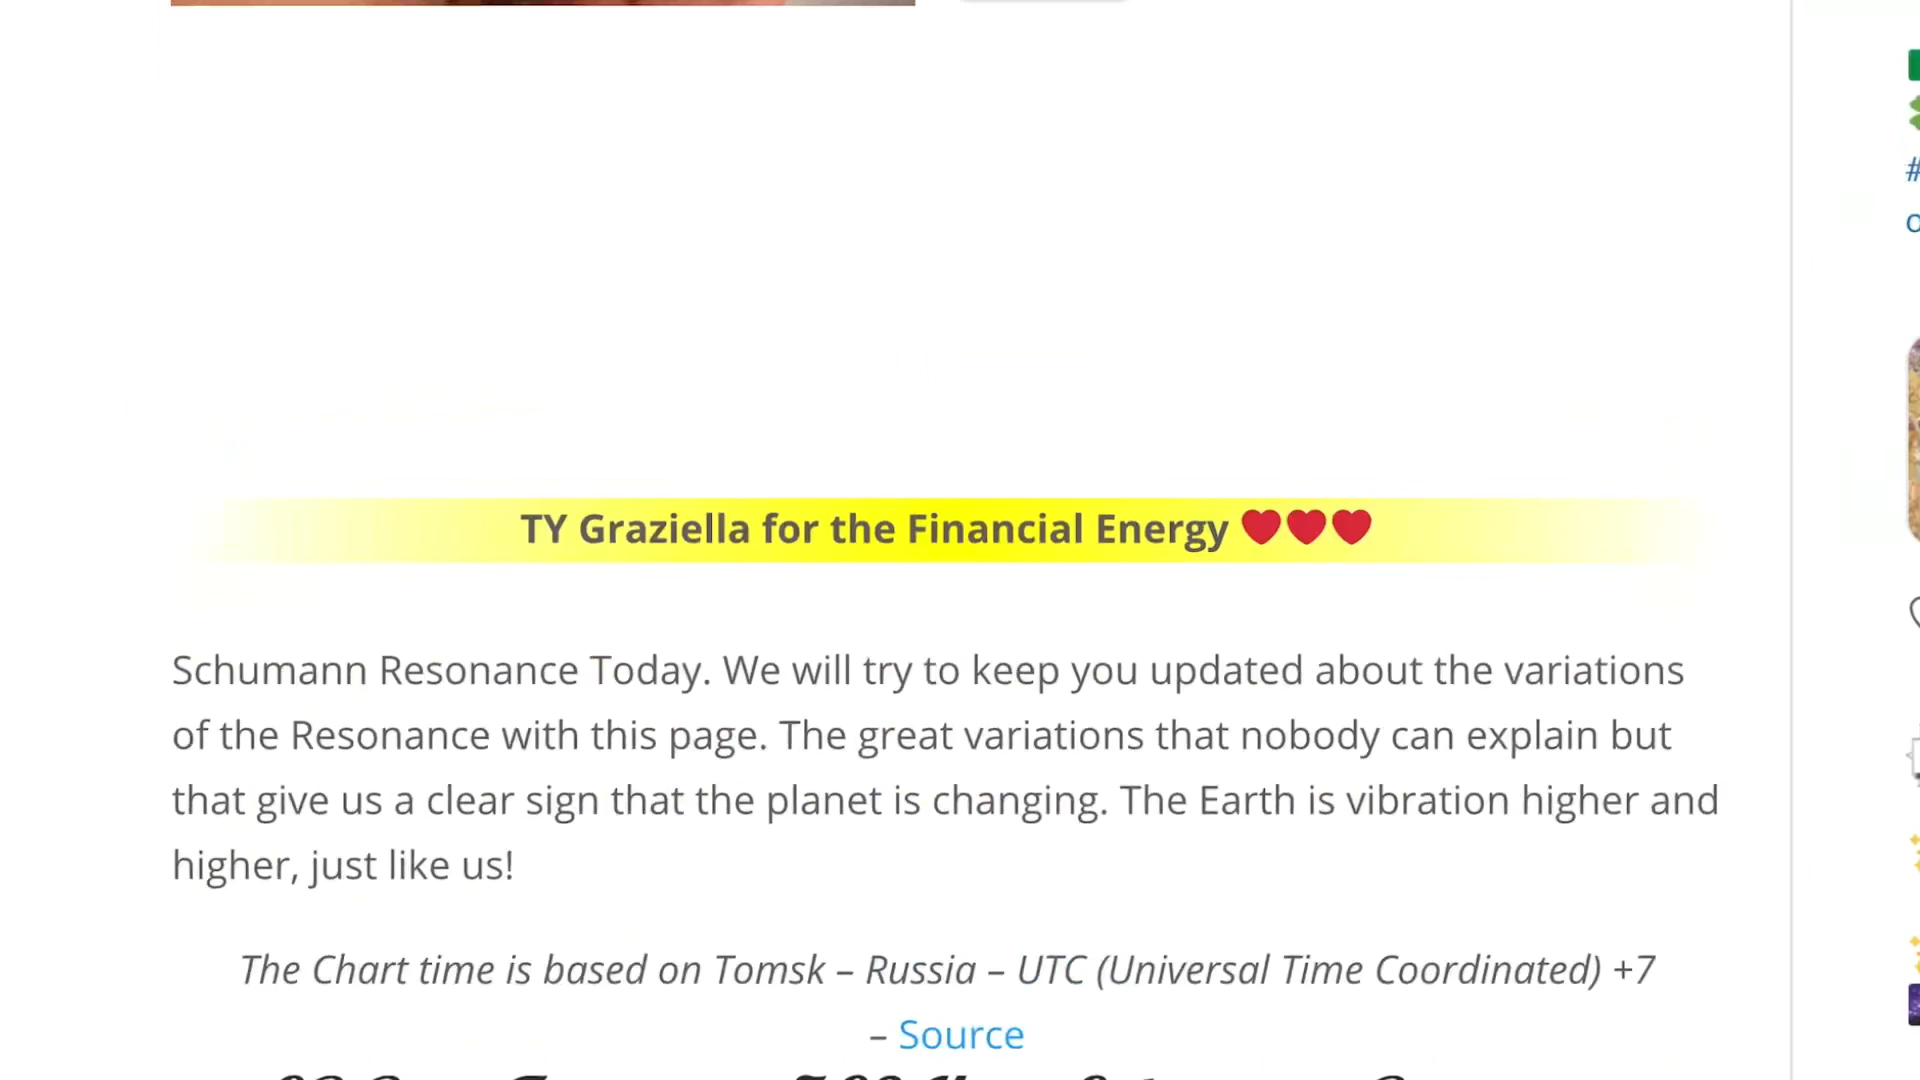 TY Graziella for the Financial Energy ❤❤❤
Schumann Resonance Today. We will try to keep you updated about the variations
of the Resonance with this page. The great variations that nobody can explain but
that give us a clear sign that the planet is changing. The Earth is vibration higher and
higher, just like us!
The Chart time is based on Tomsk – Russia – UTC (Universal Time Coordinated) +7
– Source
#